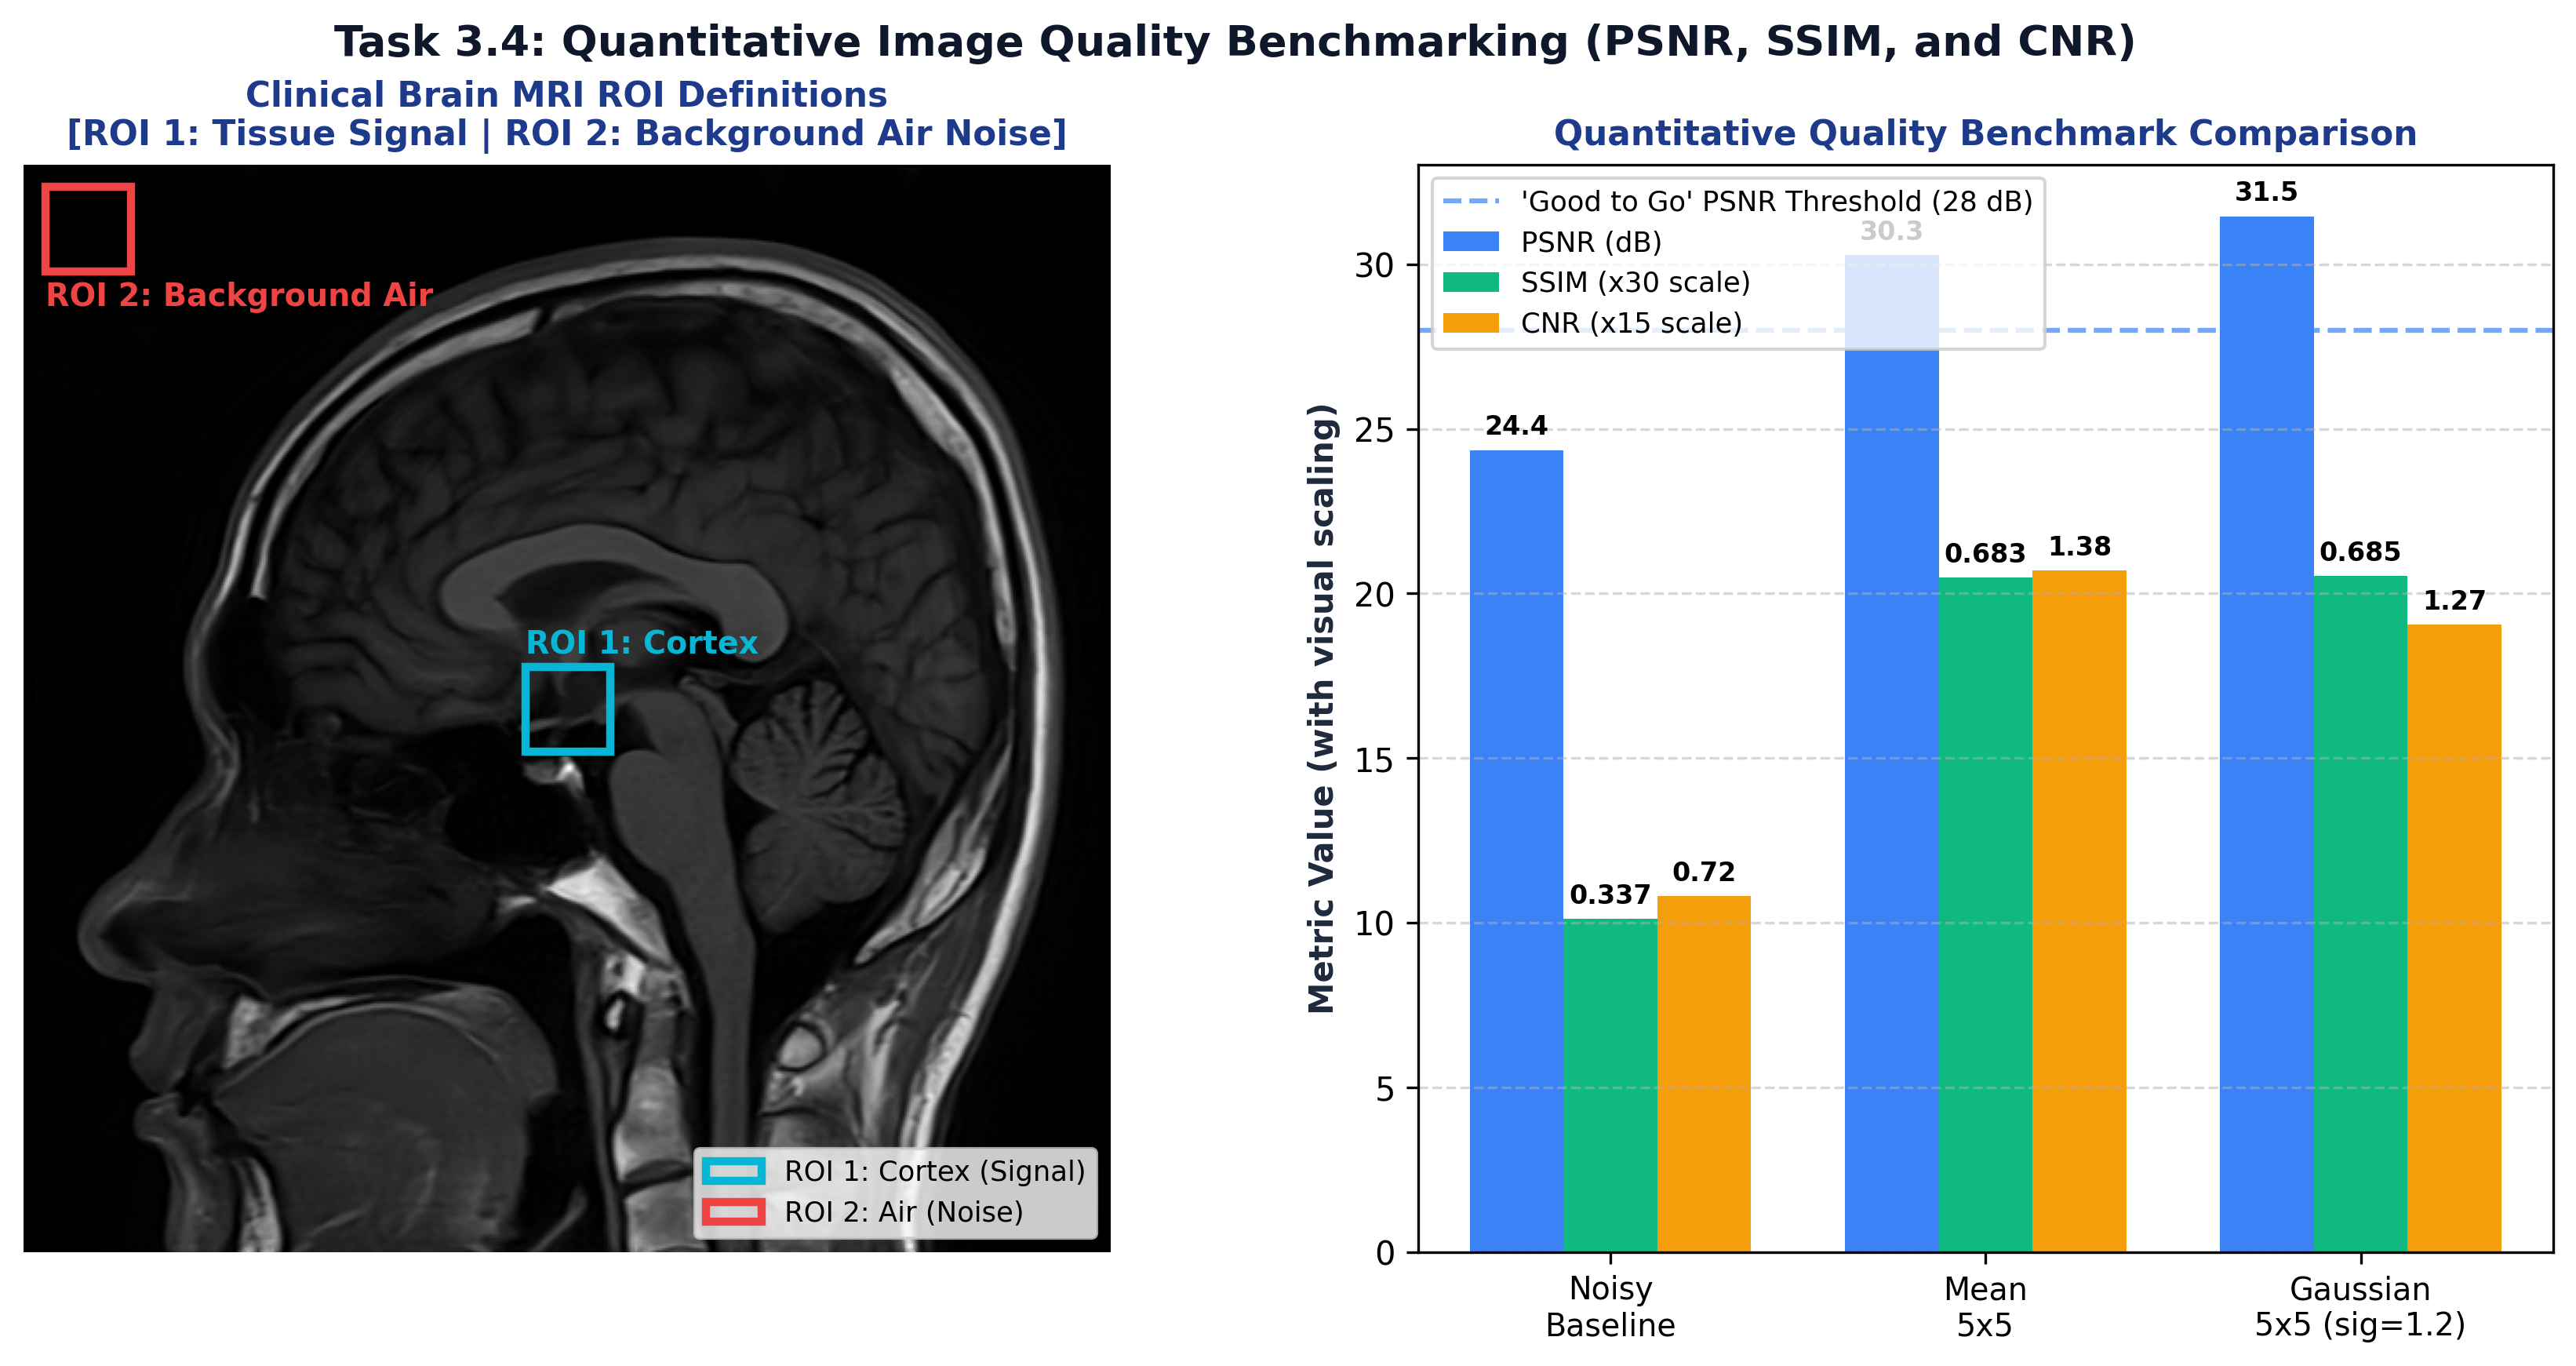 Task 3.4: Quantitative Image Quality Benchmarking (PSNR, SSIM, and CNR)
Clinical Brain MRI ROI Definitions
[ROI 1: Tissue Signal | ROI 2: Background Air Noise]
ROI 2: Background Air
ROI 1: Cortex
ROI 1: Cortex (Signal)
ROI 2: Air (Noise)
Quantitative Quality Benchmark Comparison
'Good to Go' PSNR Threshold (28 dB)
PSNR (dB)
SSIM (x30 scale)
CNR (x15 scale)
Metric Value (with visual scaling)
30
25
20
15
10
5
0
24.4
0.337
0.72
30.3
0.683
1.38
31.5
0.685
1.27
Noisy
Baseline
Mean
5x5
Gaussian
5x5 (sig=1.2)